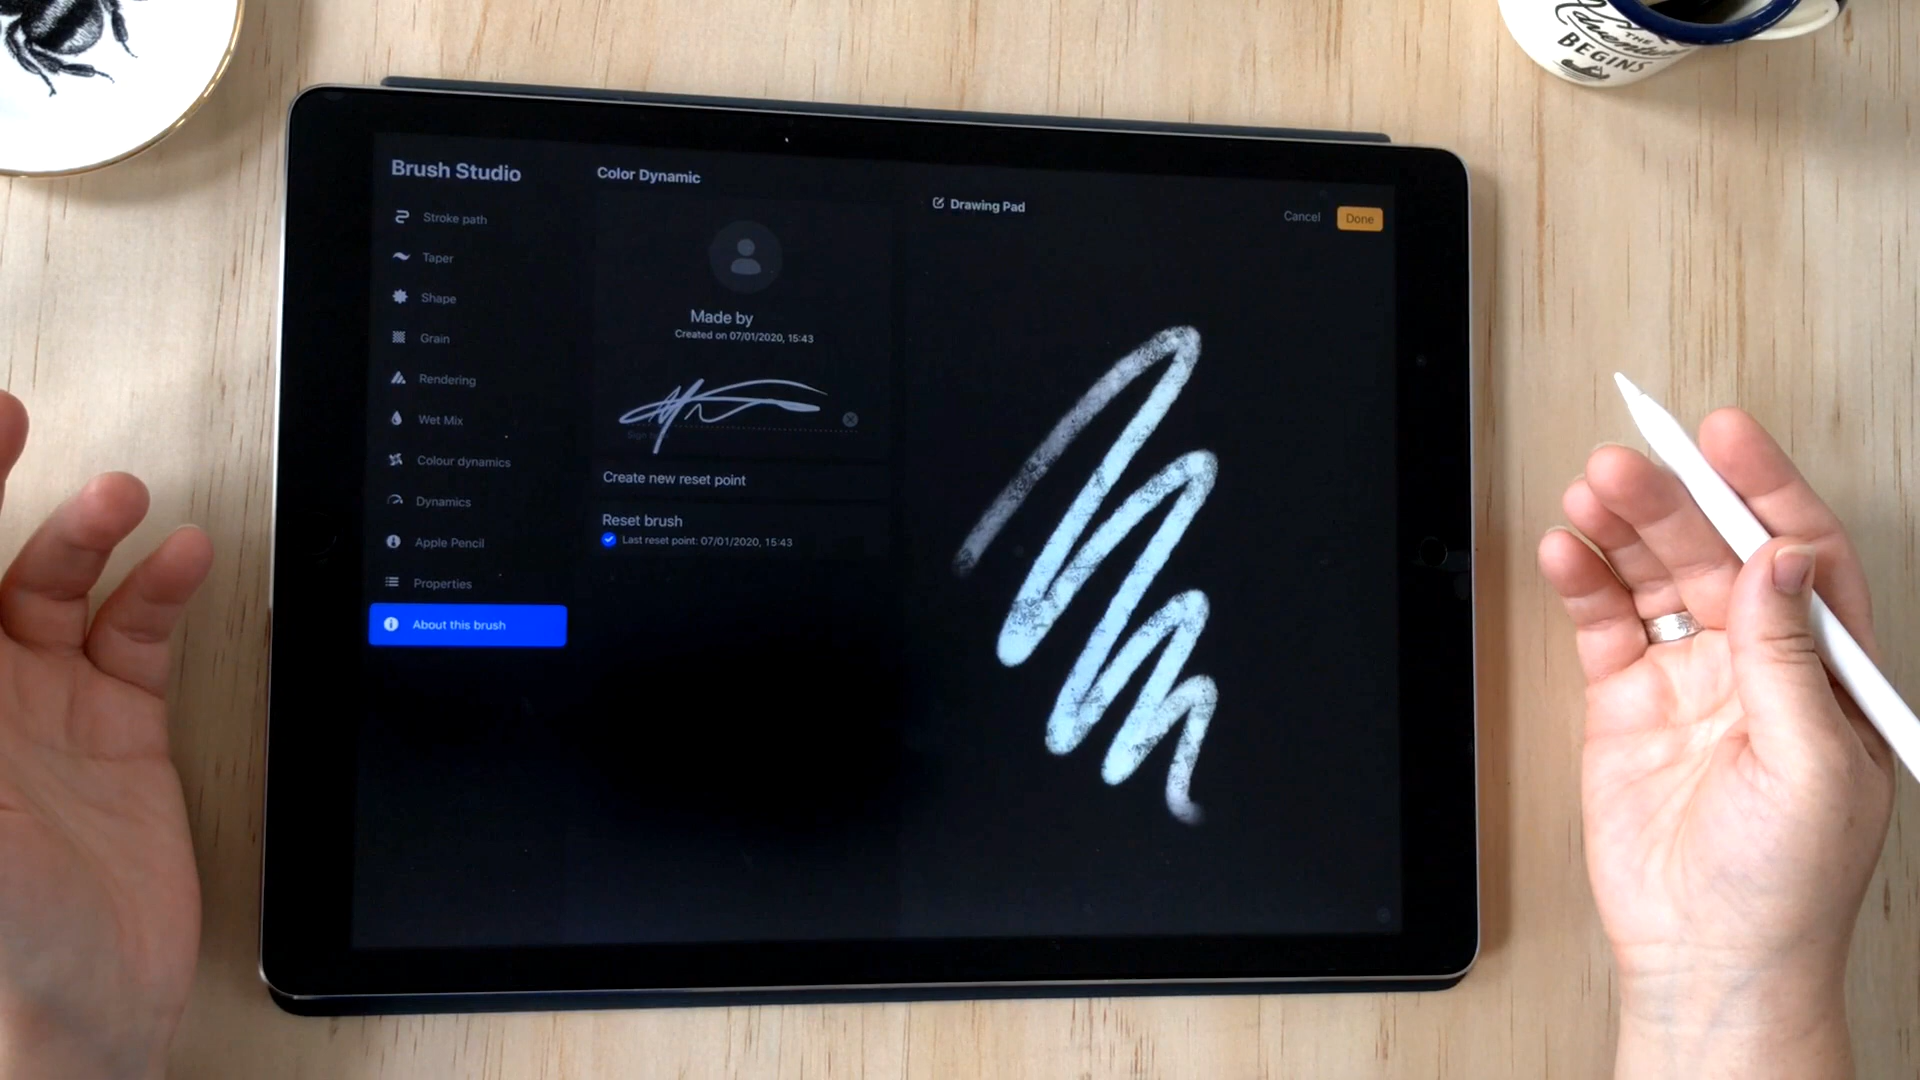 Brush Studio
Stroke path
Taper
Shape
Grain
Rendering
Wet Mix
Colour dynamics
Dynamics
Apple Pencil
Properties
About this brush
Color Dynamic
Made by
Created on 07/01/2020, 15:43
Create new reset point
Reset brush
Last reset point: 07/01/2020, 15:43
Drawing Pad
Cancel
Done
THE
Adventure
BEGINS